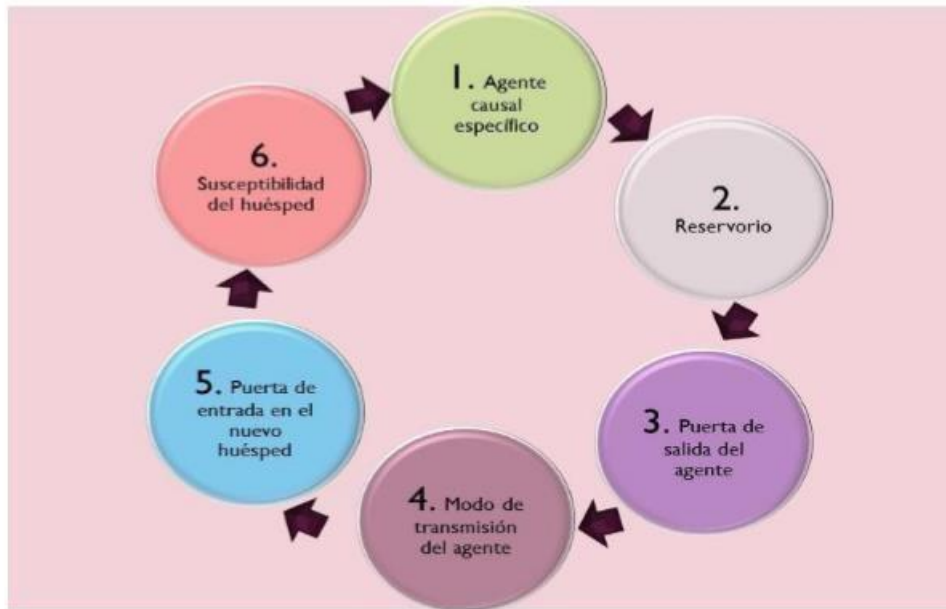 1. Agente
causal
específico
2.
Reservorio
3. Puerta de
salida del
agente
4. Modo de
transmisión
del agente
5. Puerta de
entrada en el
nuevo
huésped
6.
Susceptibilidad
del huésped